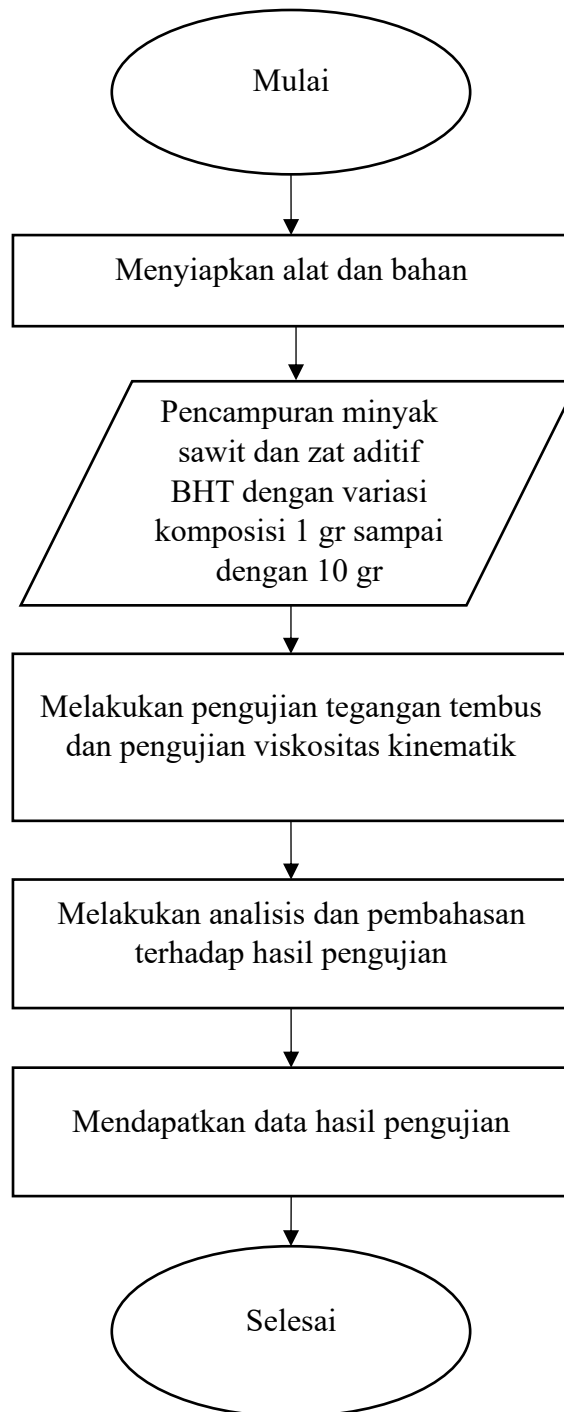 Mulai
Menyiapkan alat dan bahan
Pencampuran minyak
sawit dan zat aditif
BHT dengan variasi
komposisi 1 gr sampai
dengan 10 gr
Melakukan pengujian tegangan tembus
dan pengujian viskositas kinematik
Melakukan analisis dan pembahasan
terhadap hasil pengujian
Mendapatkan data hasil pengujian
Selesai